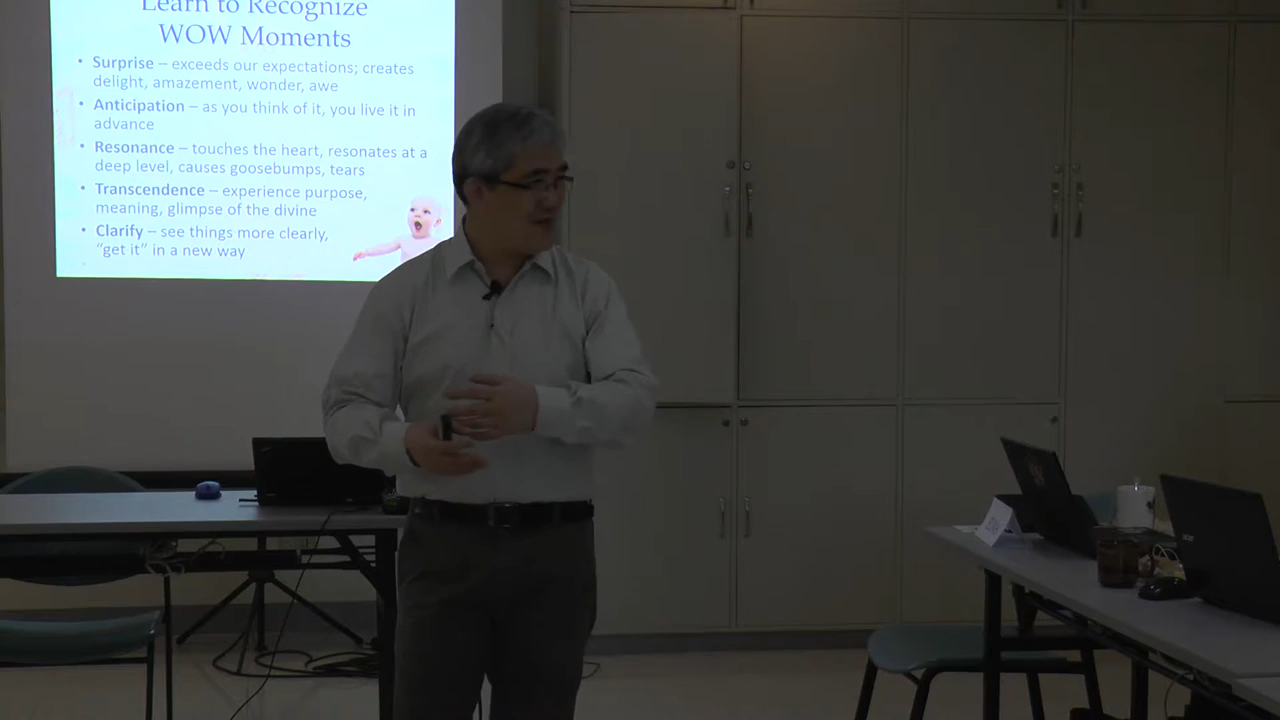 Learn to Recognize
WOW Moments
• Surprise – exceeds our expectations; creates
delight, amazement, wonder, awe
• Anticipation – as you think of it, you live it in
advance
• Resonance – touches the heart, resonates at a
deep level, causes goosebumps, tears
• Transcendence – experience purpose,
meaning, glimpse of the divine
• Clarify – see things more clearly,
“get it” in a new way
acer